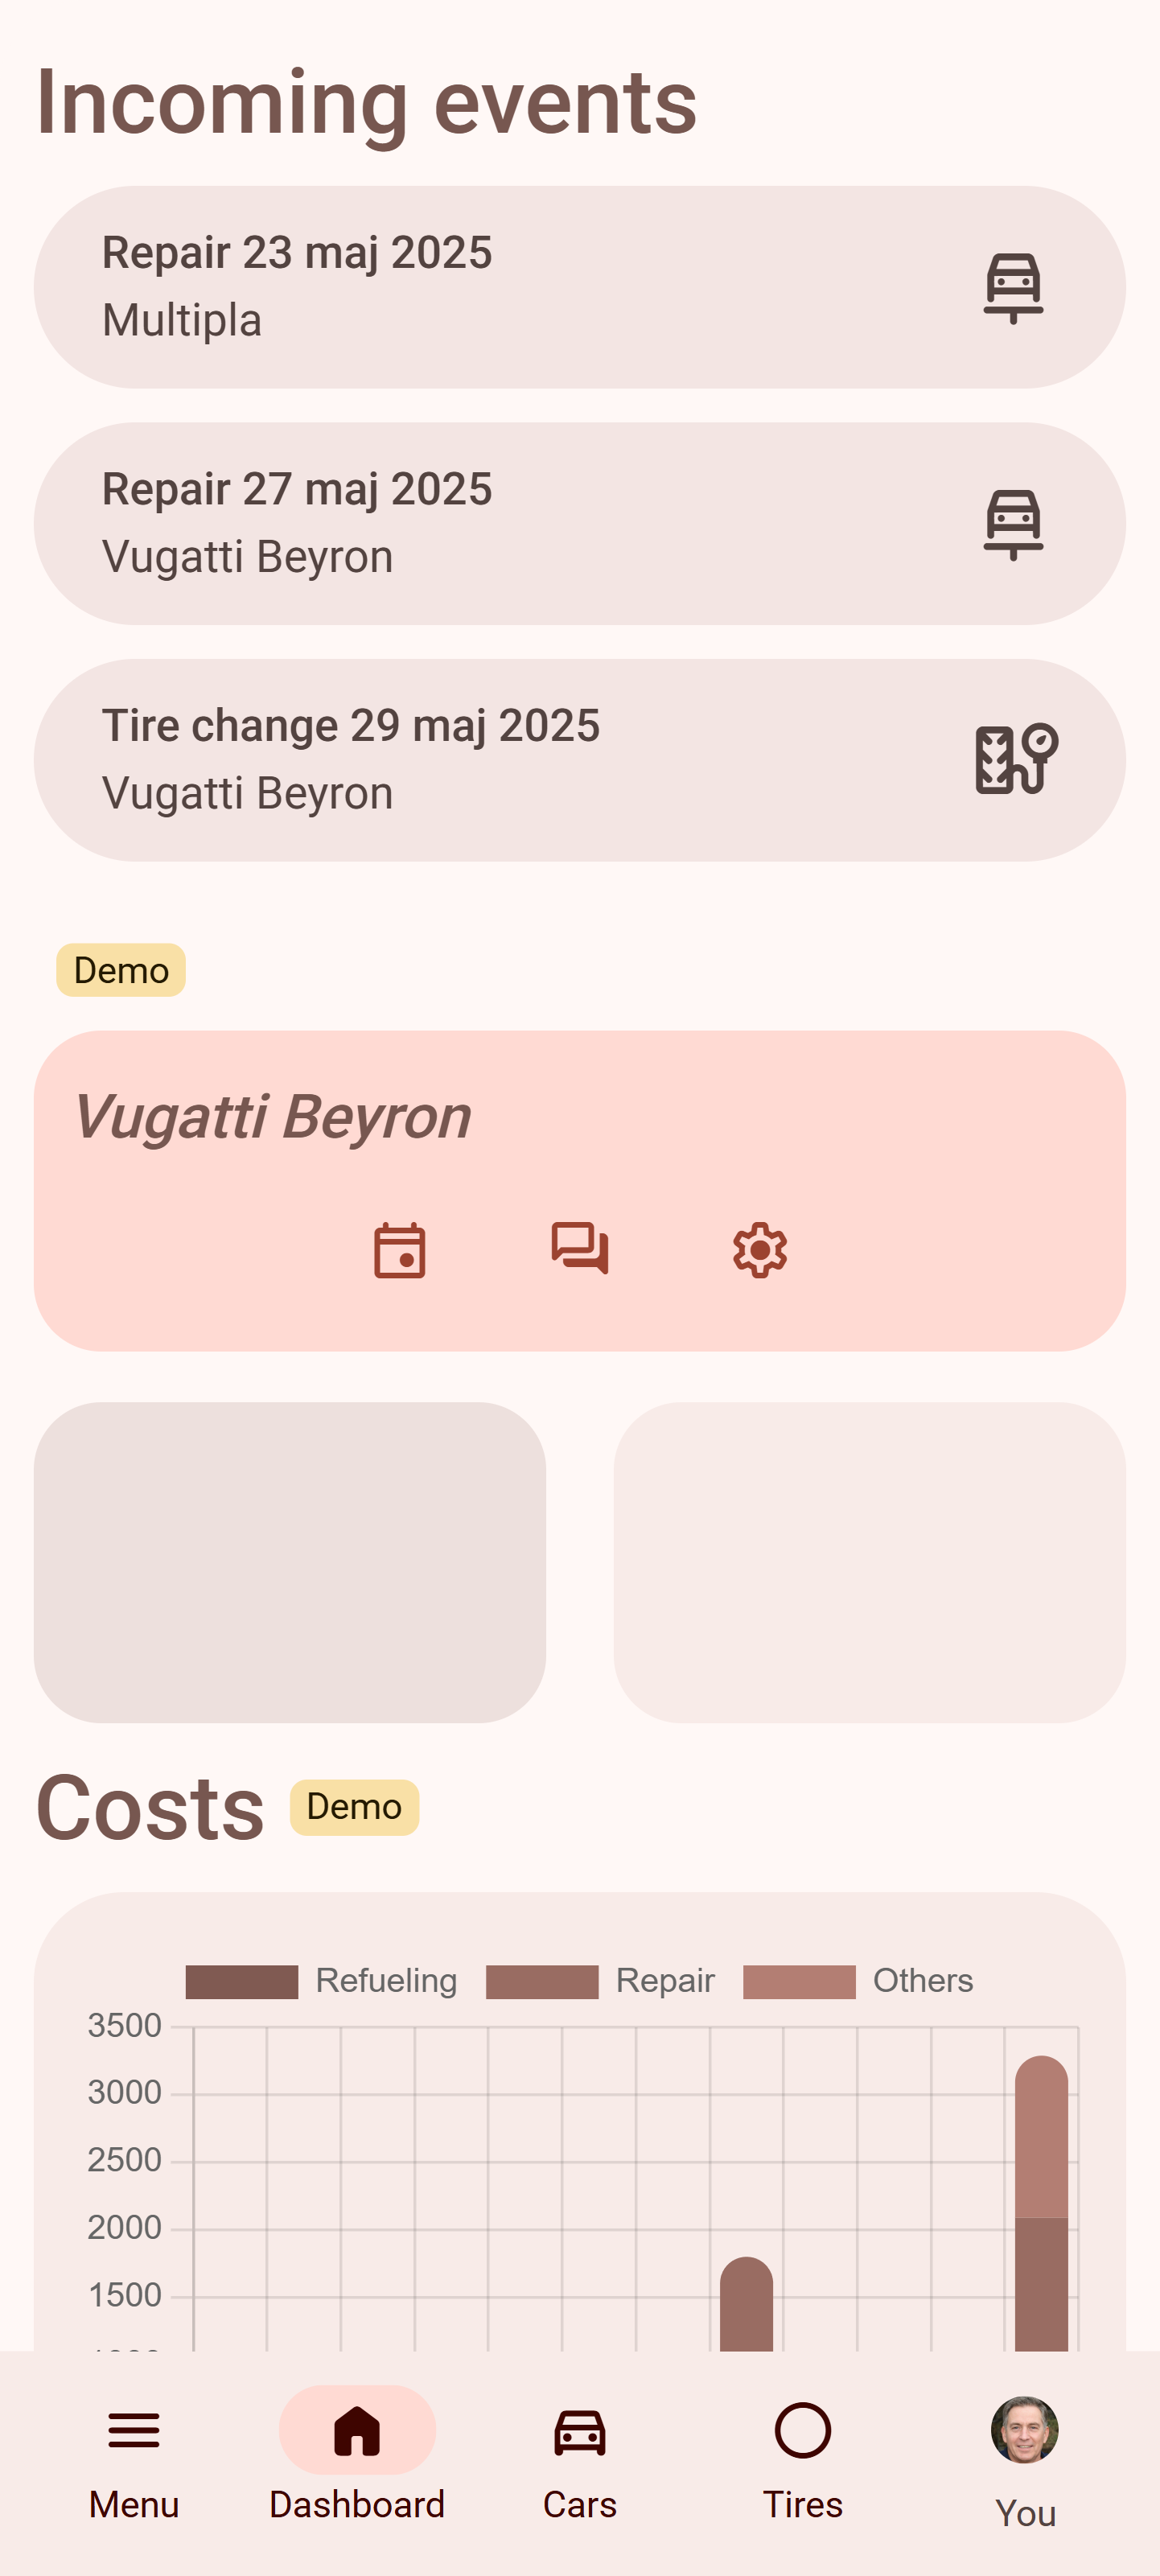 Incoming events
Repair 23 maj 2025
Multipla
Repair 27 maj 2025
Vugatti Beyron
Tire change 29 maj 2025
Vugatti Beyron
Demo
Vugatti Beyron
Costs Demo
Refueling Repair Others
3500
3000
2500
2000
1500
Menu Dashboard Cars Tires You